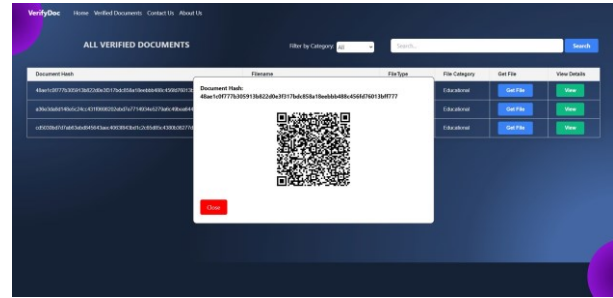 VerifyDoc Home Verified Documents Contact Us About Us
ALL VERIFIED DOCUMENTS Filter by Category: All Search... Search
Document Hash Filename FileType File Category Get File View Details
Educational Get File View
Educational Get File View
Educational Get File View
Document Hash:
Close